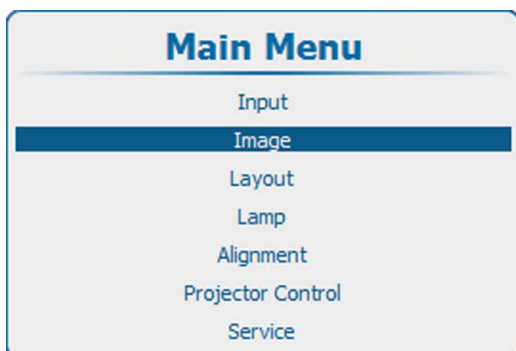 Main Menu
Input
Image
Layout
Lamp
Alignment
Projector Control
Service